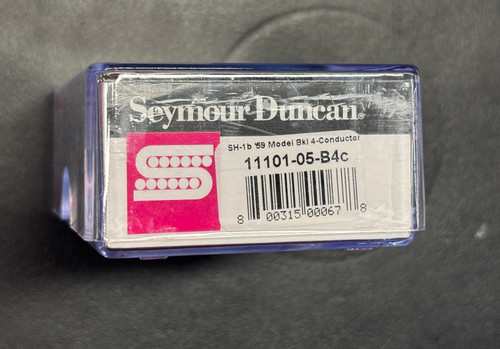 Seymour Duncan®
SH-1b '59 Model Bkl 4-Conductor
11101-05-B4c
8 00315 00067 8